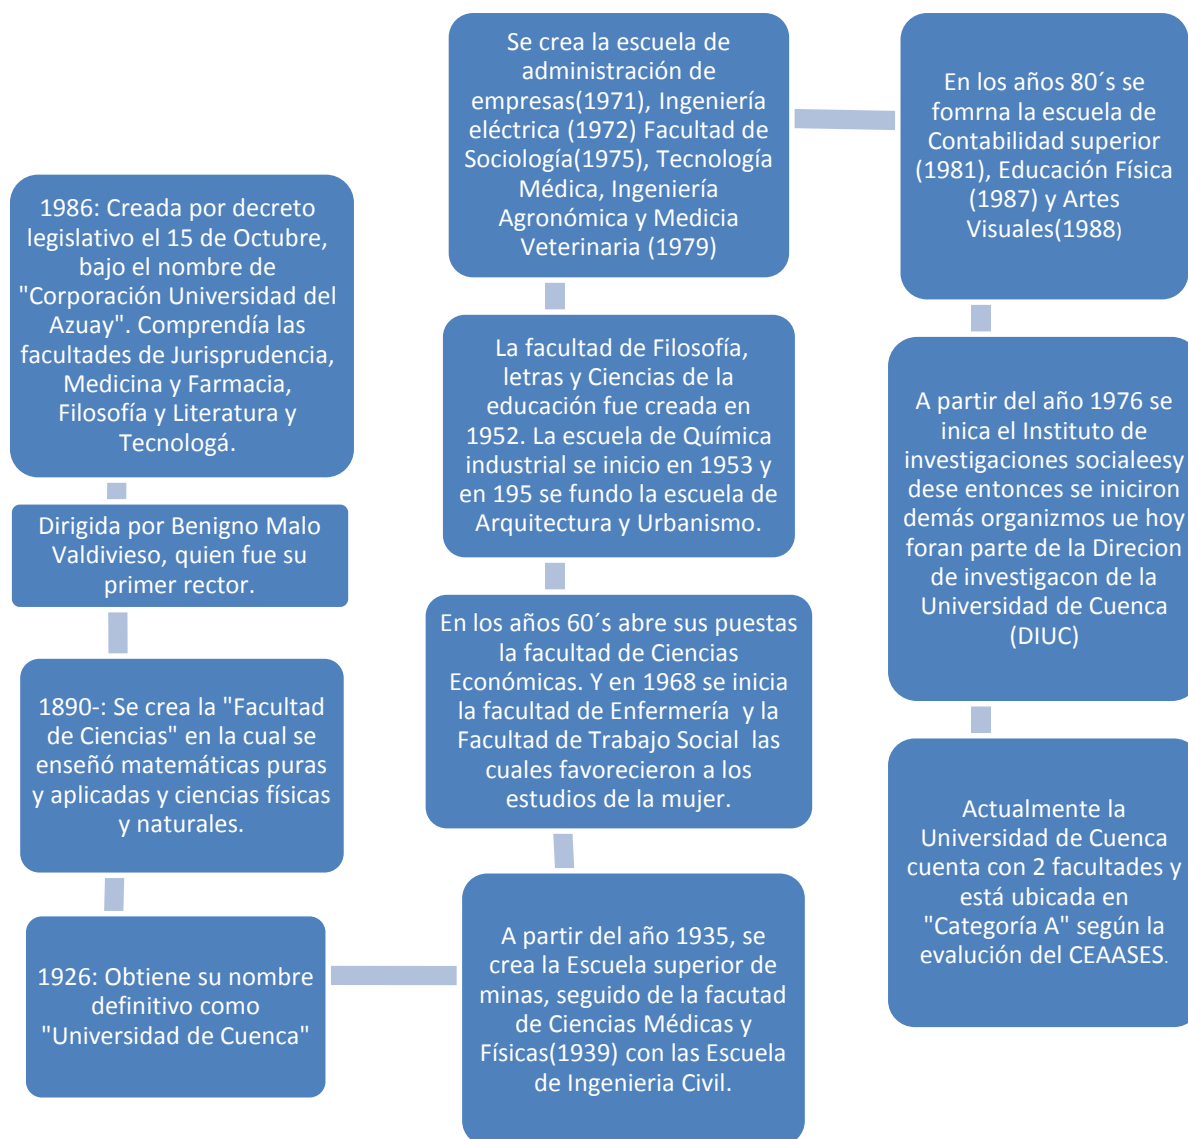 1986: Creada por decreto
legislativo el 15 de Octubre,
bajo el nombre de
"Corporación Universidad del
Azuay". Comprendía las
facultades de Jurisprudencia,
Medicina y Farmacia,
Filosofía y Literatura y
Tecnologá.
Dirigida por Benigno Malo
Valdivieso, quien fue su
primer rector.
1890-: Se crea la "Facultad
de Ciencias" en la cual se
enseñó matemáticas puras
y aplicadas y ciencias físicas
y naturales.
1926: Obtiene su nombre
definitivo como
"Universidad de Cuenca"
A partir del año 1935, se
crea la Escuela superior de
minas, seguido de la facutad
de Ciencias Médicas y
Físicas(1939) con las Escuela
de Ingenieria Civil.
En los años 60´s abre sus puestas
la facultad de Ciencias
Económicas. Y en 1968 se inicia
la facultad de Enfermería y la
Facultad de Trabajo Social las
cuales favorecieron a los
estudios de la mujer.
La facultad de Filosofía,
letras y Ciencias de la
educación fue creada en
1952. La escuela de Química
industrial se inicio en 1953 y
en 195 se fundo la escuela de
Arquitectura y Urbanismo.
Se crea la escuela de
administración de
empresas(1971), Ingeniería
eléctrica (1972) Facultad de
Sociología(1975), Tecnología
Médica, Ingeniería
Agronómica y Medicia
Veterinaria (1979)
En los años 80´s se
fomrna la escuela de
Contabilidad superior
(1981), Educación Física
(1987) y Artes
Visuales(1988)
A partir del año 1976 se
inica el Instituto de
investigaciones socialeesy
dese entonces se iniciron
demás organizmos ue hoy
foran parte de la Direcion
de investigacon de la
Universidad de Cuenca
(DIUC)
Actualmente la
Universidad de Cuenca
cuenta con 2 facultades y
está ubicada en
"Categoría A" según la
evalución del CEAASES.